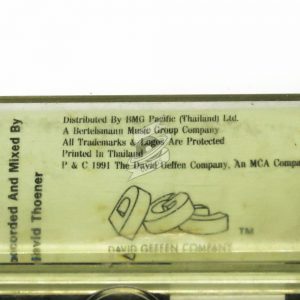 Distributed By BMG Pacific (Thailand) Ltd.
A Bertelsmann Music Group Company
All Trademarks & Logos Are Protected
Printed In Thailand
P & C 1991 The David Geffen Company, An MCA Compa
DAVID GEFFEN COMPANY
TM
Recorded And Mixed By
David Thoener